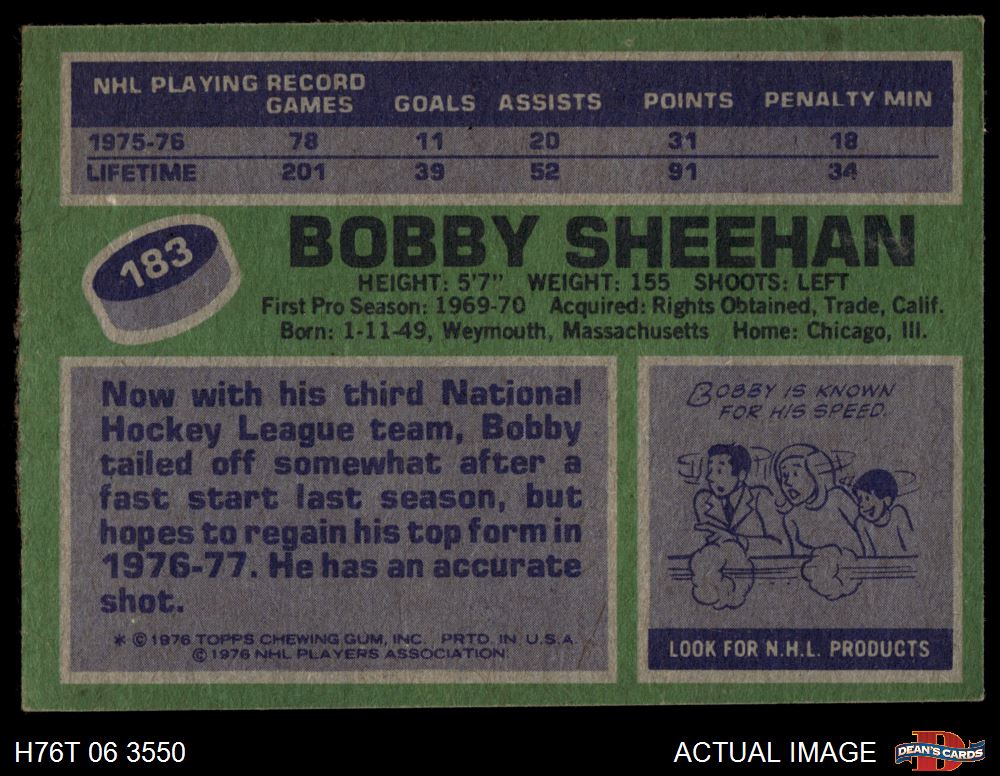 NHL PLAYING RECORD
GAMES GOALS ASSISTS POINTS PENALTY MIN
1975-76 78 11 20 31 18
LIFETIME 201 39 52 91 34
183
BOBBY SHEEHAN
HEIGHT: 5'7" WEIGHT: 155 SHOOTS: LEFT
First Pro Season: 1969-70 Acquired: Rights Obtained, Trade, Calif.
Born: 1-11-49, Weymouth, Massachusetts Home: Chicago, Ill.
Now with his third National
Hockey League team, Bobby
tailed off somewhat after a
fast start last season, but
hopes to regain his top form in
1976-77. He has an accurate
shot.
* © 1976 TOPPS CHEWING GUM, INC. PRTD. IN U.S.A.
© 1976 NHL PLAYERS ASSOCIATION
BOBBY IS KNOWN
FOR HIS SPEED.
LOOK FOR N.H.L. PRODUCTS
H76T 06 3550
ACTUAL IMAGE
D
DEAN'S CARDS